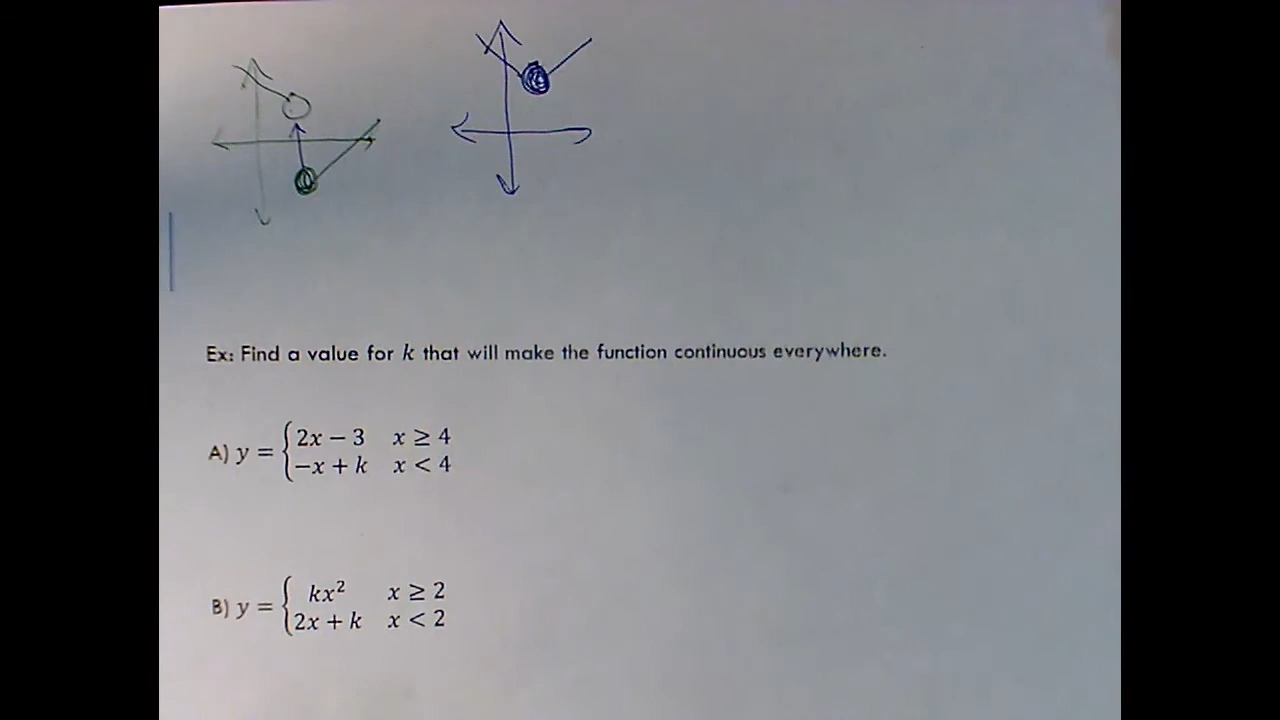 Ex: Find a value for k that will make the function continuous everywhere.
A) y = {2x − 3 x ≥ 4
−x + k x < 4
B) y = {kx² x ≥ 2
2x + k x < 2